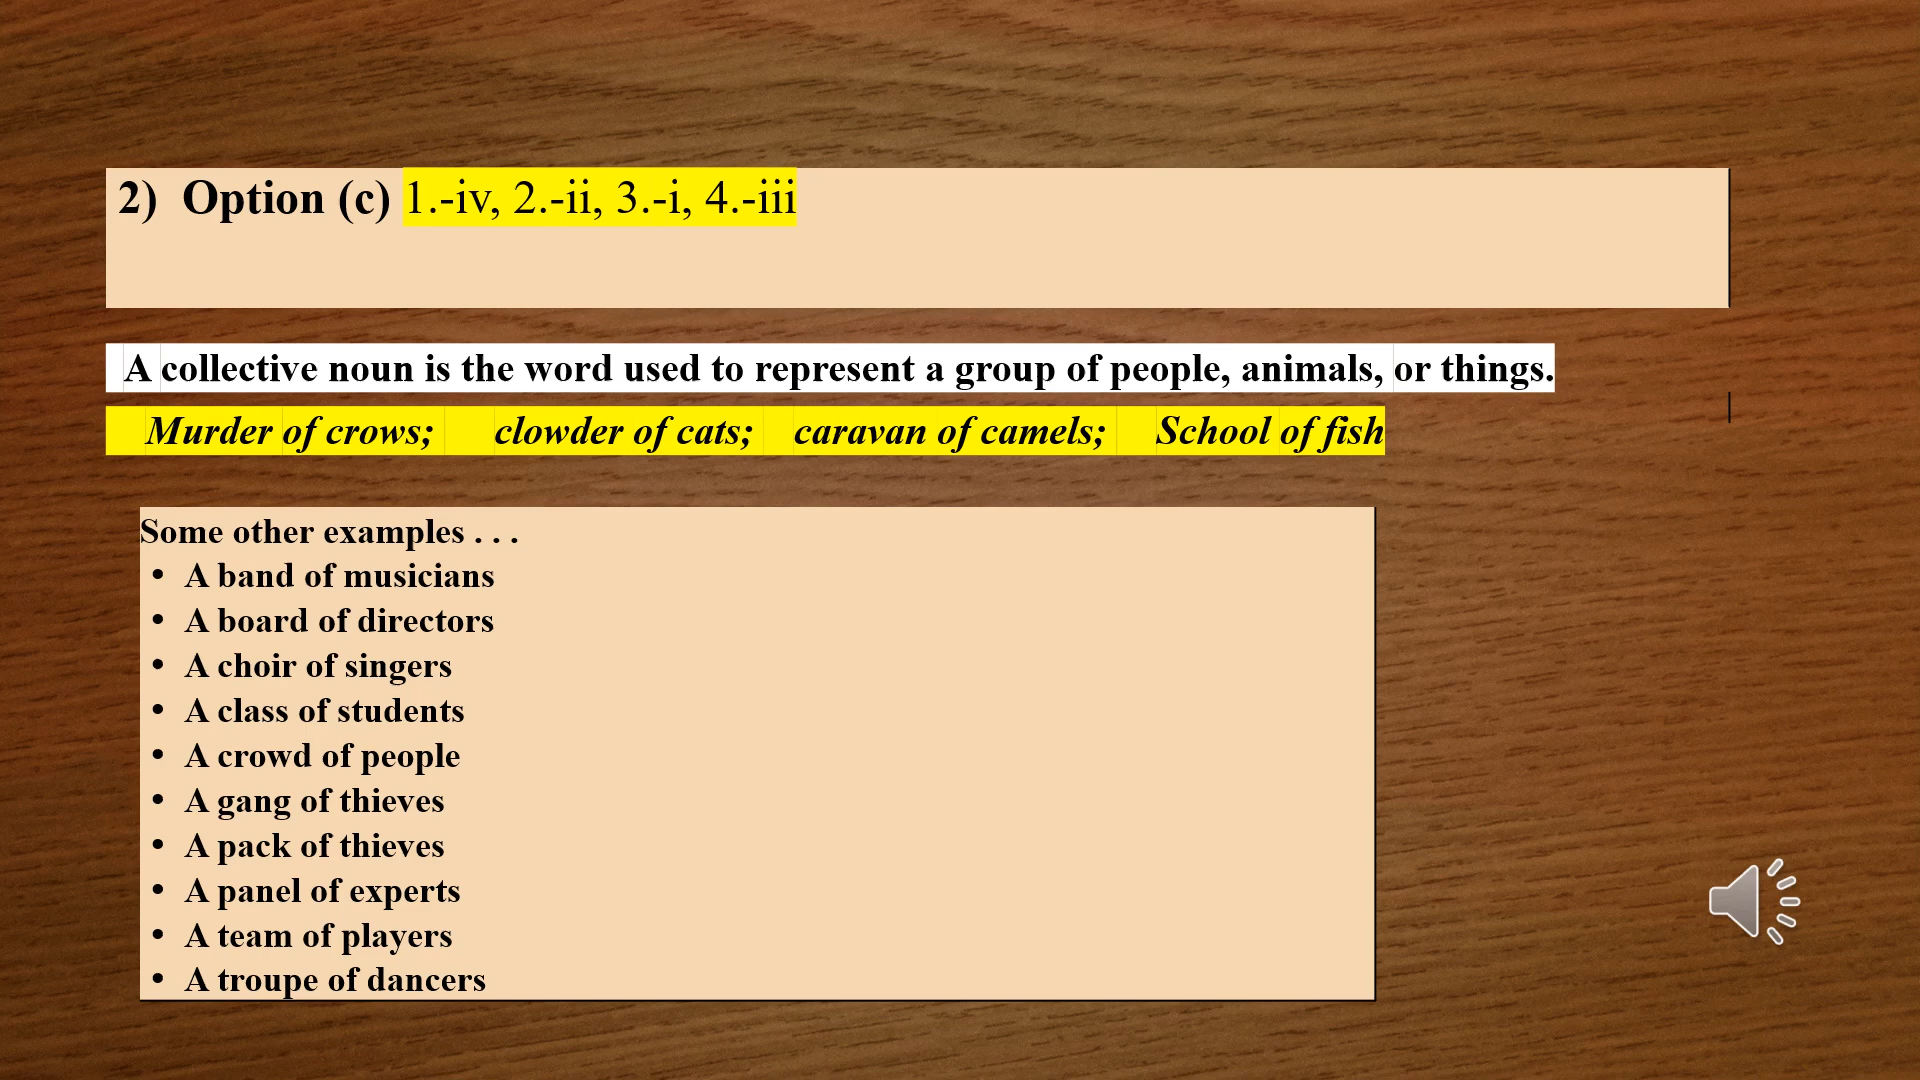 2) Option (c) 1.-iv, 2.-ii, 3.-i, 4.-iii
A collective noun is the word used to represent a group of people, animals, or things.
Murder of crows; clowder of cats; caravan of camels; School of fish
Some other examples . . .
• A band of musicians
• A board of directors
• A choir of singers
• A class of students
• A crowd of people
• A gang of thieves
• A pack of thieves
• A panel of experts
• A team of players
• A troupe of dancers